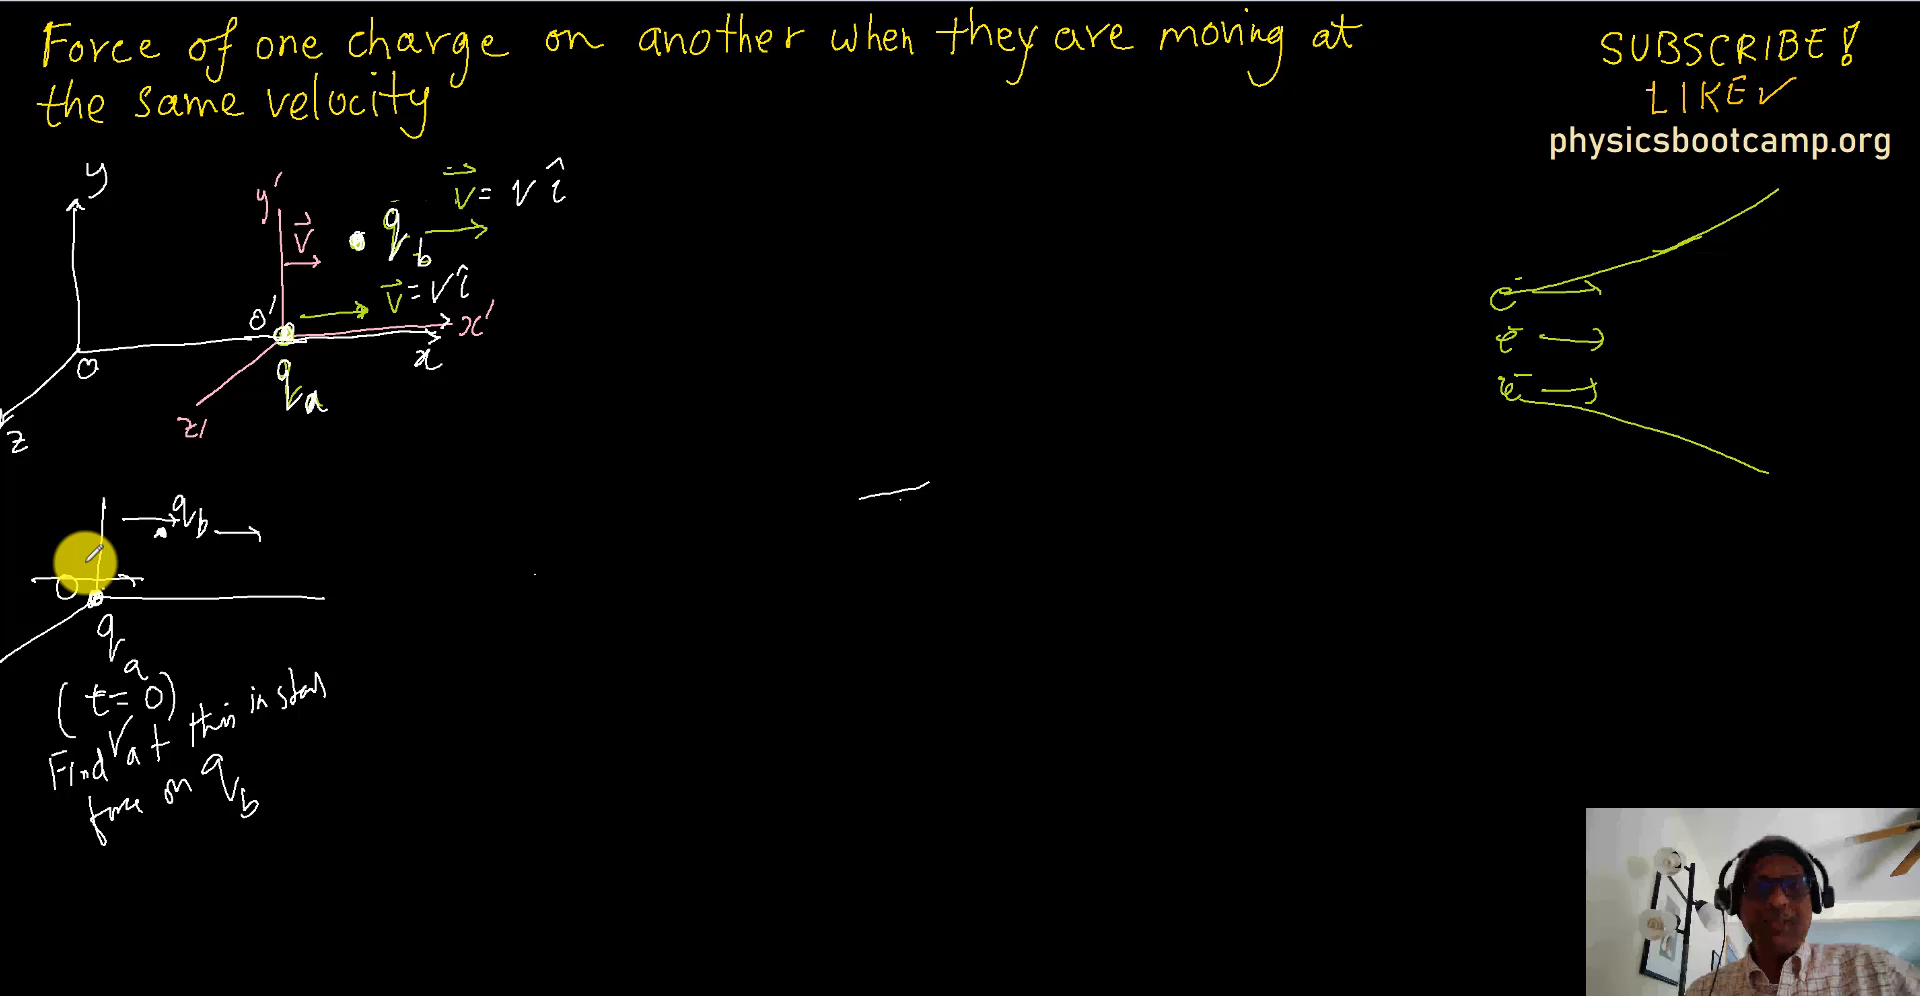 Force of one charge on another when they are moving at
the same velocity
SUBSCRIBE!
LIKE ✓
physicsbootcamp.org
y
y'
v
q_b
v = v î
v = v î
O'
x'
x
O
q_a
z'
z
e⁻
e⁻
e⁻
q_b
O
q_a
(t=0)
Find at this
force on q_b